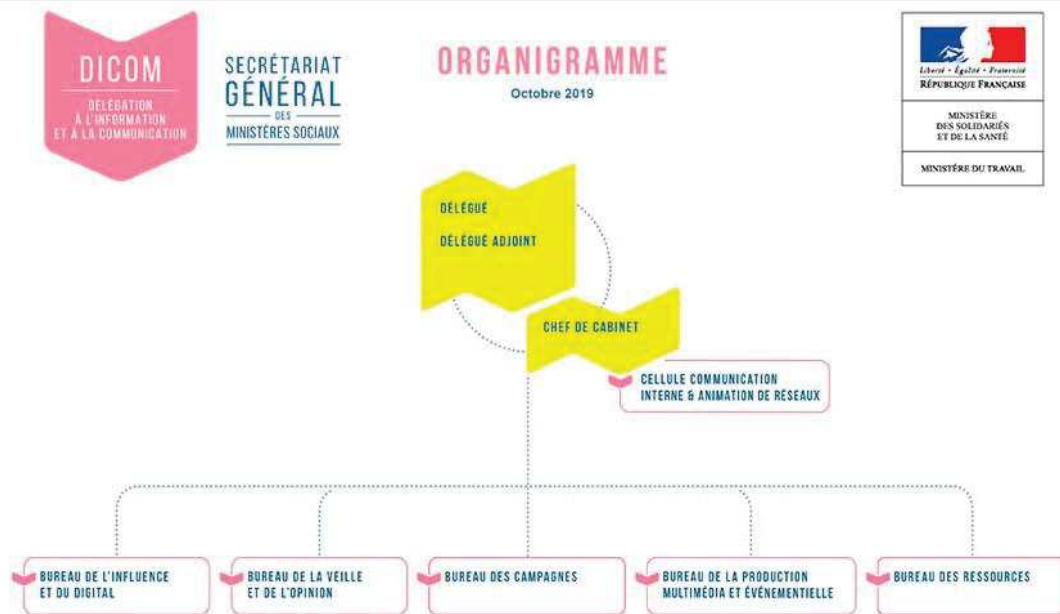 DICOM
DÉLÉGATION
À L'INFORMATION
ET À LA COMMUNICATION
SECRÉTARIAT
GÉNÉRAL
DES
MINISTÈRES SOCIAUX
ORGANIGRAMME
Octobre 2019
Liberté • Égalité • Fraternité
RÉPUBLIQUE FRANÇAISE
MINISTÈRE
DES SOLIDARIÉS
ET DE LA SANTÉ
MINISTÈRE DU TRAVAIL
DÉLÉGUÉ
DÉLÉGUÉ ADJOINT
CHEF DE CABINET
CELLULE COMMUNICATION
INTERNE & ANIMATION DE RÉSEAUX
BUREAU DE L'INFLUENCE
ET DU DIGITAL
BUREAU DE LA VEILLE
ET DE L'OPINION
BUREAU DES CAMPAGNES
BUREAU DE LA PRODUCTION
MULTIMÉDIA ET ÉVÉNEMENTIELLE
BUREAU DES RESSOURCES